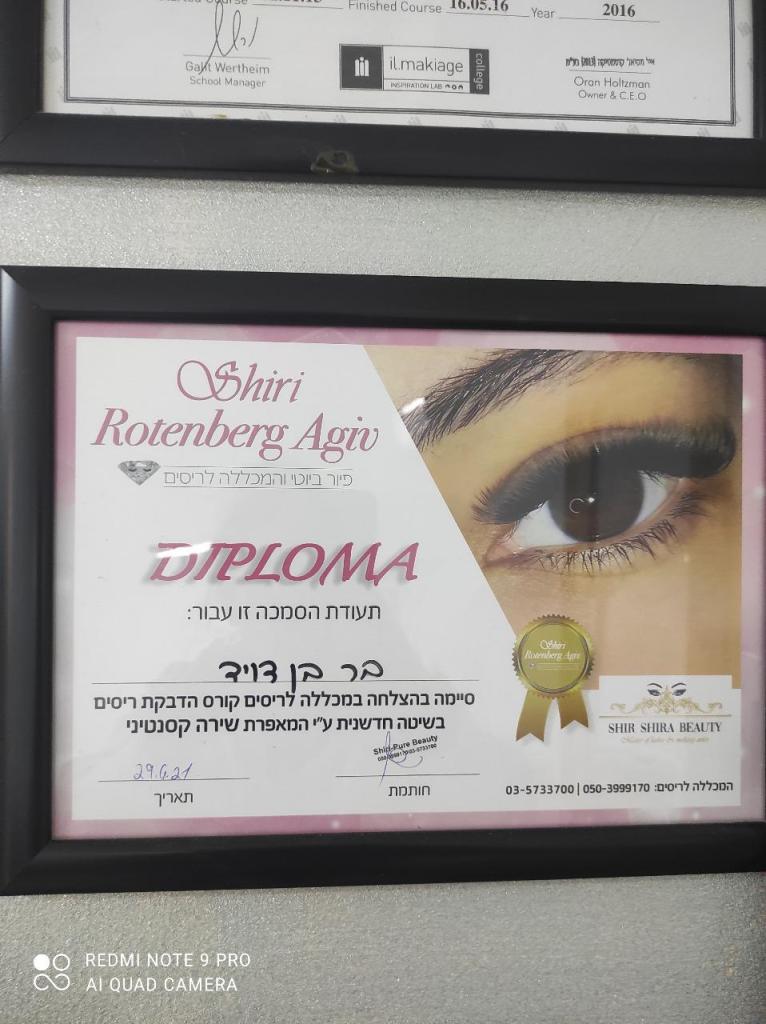 Finished Course 16.05.16 Year 2016
Galit Wertheim
School Manager
il.makiage
college
INSPIRATION LAB
Oran Holtzman
Owner & C.E.O
Shiri
Rotenberg Agiv
פיור ביוטי והמכללה לריסים
DIPLOMA
תעודת הסמכה זו עבור:
בר בן דויד
סיימה בהצלחה במכללה לריסים קורס הדבקת ריסים
בשיטה חדשנית ע"י המאפרת שירה קסנטיני
Shiri
Rotenberg Agiv
SHIR SHIRA BEAUTY
Shiri-Pure Beauty
29.6.21
תאריך
חותמת
המכללה לריסים: 050-3999170 | 03-5733700
REDMI NOTE 9 PRO
AI QUAD CAMERA